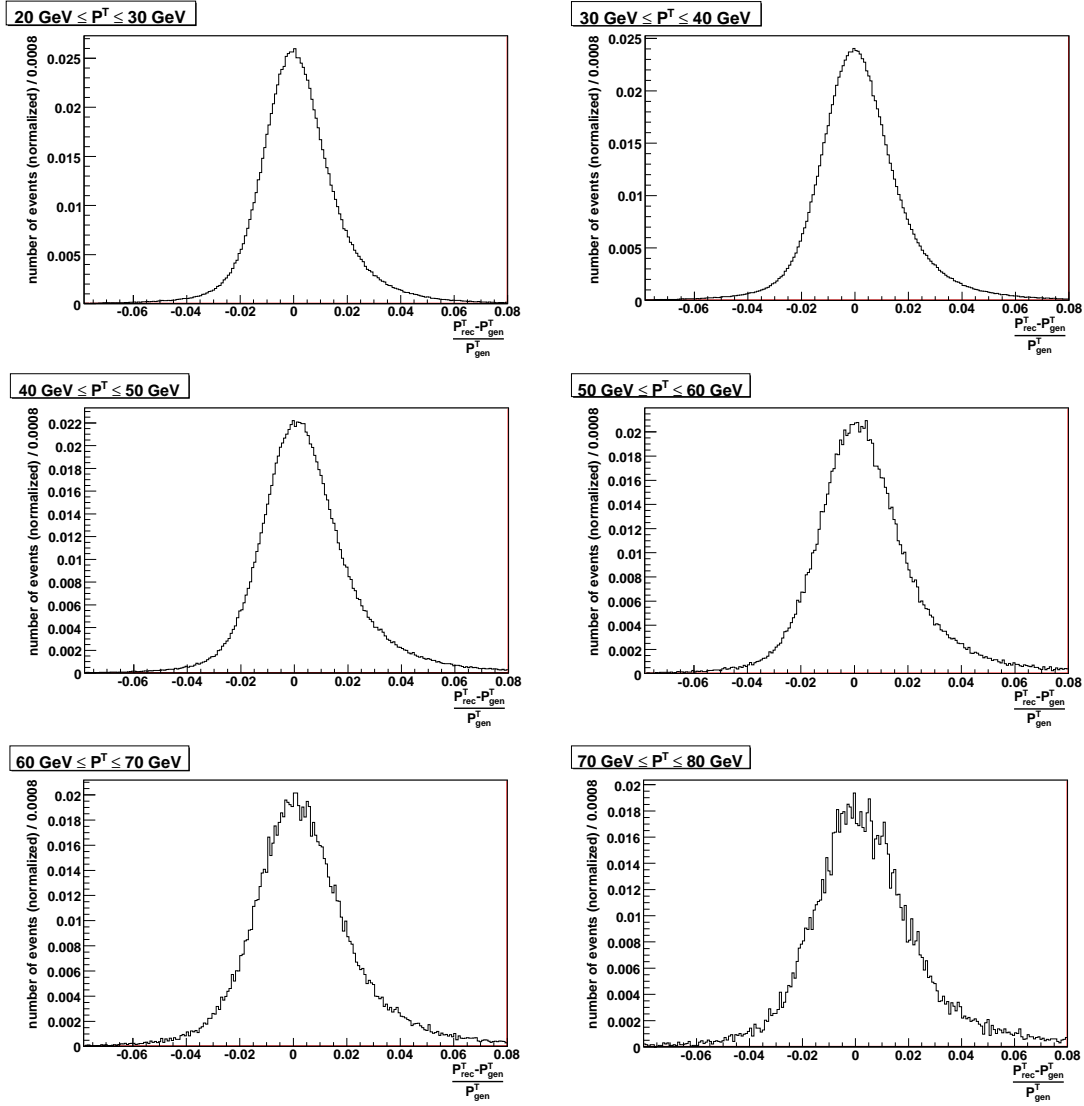 20 GeV ≤ P^T ≤ 30 GeV
number of events (normalized) / 0.0008
0.025
0.02
0.015
0.01
0.005
0
-0.06 -0.04 -0.02 0 0.02 0.04 0.06 0.08
P^T_rec-P^T_gen
P^T_gen
30 GeV ≤ P^T ≤ 40 GeV
number of events (normalized) / 0.0008
0.025
0.02
0.015
0.01
0.005
0
-0.06 -0.04 -0.02 0 0.02 0.04 0.06 0.08
P^T_rec-P^T_gen
P^T_gen
40 GeV ≤ P^T ≤ 50 GeV
number of events (normalized) / 0.0008
0.022
0.02
0.018
0.016
0.014
0.012
0.01
0.008
0.006
0.004
0.002
0
-0.06 -0.04 -0.02 0 0.02 0.04 0.06 0.08
P^T_rec-P^T_gen
P^T_gen
50 GeV ≤ P^T ≤ 60 GeV
number of events (normalized) / 0.0008
0.02
0.018
0.016
0.014
0.012
0.01
0.008
0.006
0.004
0.002
0
-0.06 -0.04 -0.02 0 0.02 0.04 0.06 0.08
P^T_rec-P^T_gen
P^T_gen
60 GeV ≤ P^T ≤ 70 GeV
number of events (normalized) / 0.0008
0.02
0.018
0.016
0.014
0.012
0.01
0.008
0.006
0.004
0.002
0
-0.06 -0.04 -0.02 0 0.02 0.04 0.06 0.08
P^T_rec-P^T_gen
P^T_gen
70 GeV ≤ P^T ≤ 80 GeV
number of events (normalized) / 0.0008
0.02
0.018
0.016
0.014
0.012
0.01
0.008
0.006
0.004
0.002
0
-0.06 -0.04 -0.02 0 0.02 0.04 0.06 0.08
P^T_rec-P^T_gen
P^T_gen